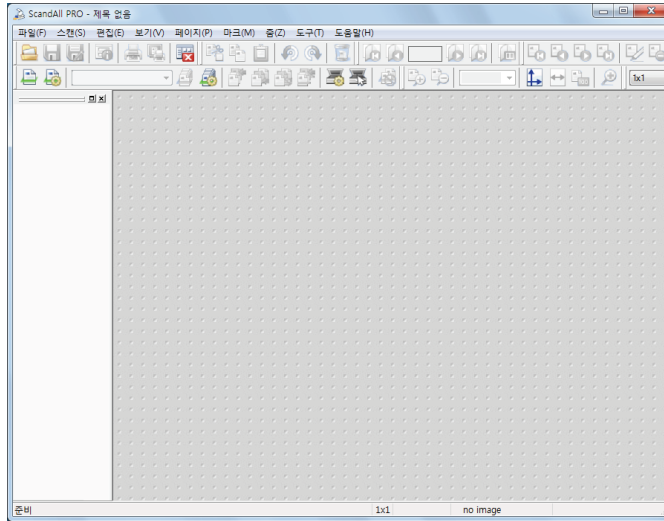 ScandAll PRO - 제목 없음
파일(F) 스캔(S) 편집(E) 보기(V) 페이지(P) 마크(M) 줌(Z) 도구(T) 도움말(H)
1x1
준비 1x1 no image